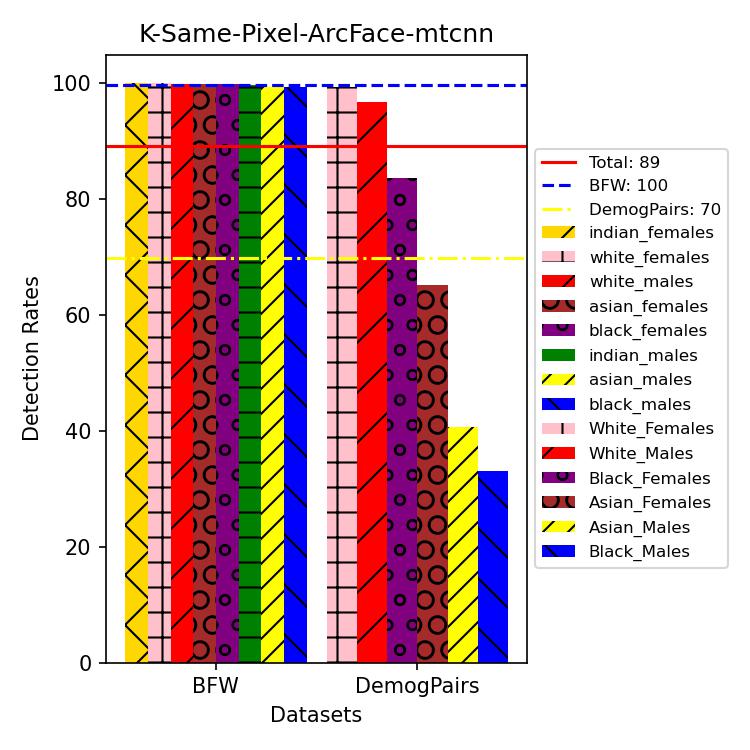 K-Same-Pixel-ArcFace-mtcnn
100
80
60
40
20
0
Detection Rates
BFW
DemogPairs
Datasets
Total: 89
BFW: 100
DemogPairs: 70
indian_females
white_females
white_males
asian_females
black_females
indian_males
asian_males
black_males
White_Females
White_Males
Black_Females
Asian_Females
Asian_Males
Black_Males